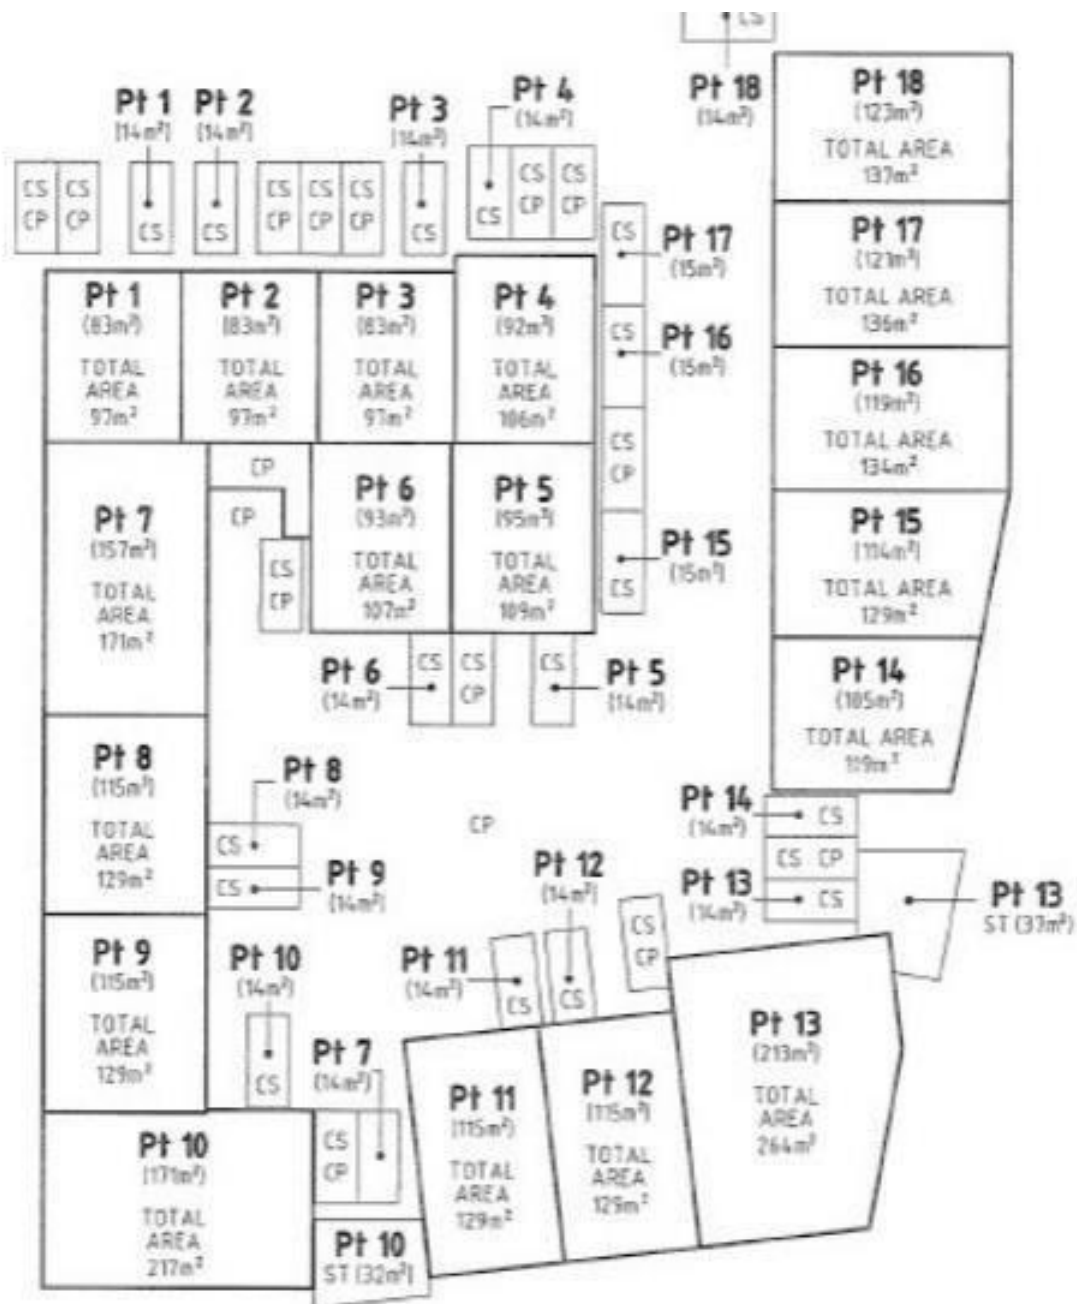 CS
Pt 18
(14m²)
Pt 1
(14m²)
CS
Pt 2
(14m²)
CS
Pt 3
(14m²)
CS
Pt 4
(14m²)
CS
CS CS
CP CP
CS CS CS
CP CP CP
CS CS
CP CP
Pt 18
(123m²)
TOTAL AREA
137m²
CS
Pt 17
(15m²)
Pt 17
(121m²)
TOTAL AREA
136m²
Pt 1
(83m²)
TOTAL
AREA
97m²
Pt 2
(83m²)
TOTAL
AREA
97m²
Pt 3
(83m²)
TOTAL
AREA
97m²
Pt 4
(92m²)
TOTAL
AREA
106m²
CS
Pt 16
(15m²)
Pt 16
(119m²)
TOTAL AREA
134m²
CS
CP
Pt 7
(157m²)
TOTAL
AREA
171m²
CP
CP
CS
CP
Pt 6
(93m²)
TOTAL
AREA
107m²
Pt 5
(95m²)
TOTAL
AREA
109m²
Pt 15
(15m²)
CS
Pt 15
(114m²)
TOTAL AREA
129m²
Pt 6
(14m²)
CS
CS
CP
CS
Pt 5
(14m²)
Pt 14
(105m²)
TOTAL AREA
119m²
Pt 8
(115m²)
TOTAL
AREA
129m²
Pt 8
(14m²)
CS
CS
Pt 9
(14m²)
CP
Pt 14
(14m²)
CS
CS CP
Pt 13
(14m²)
CS
Pt 13
ST (37m²)
Pt 12
(14m²)
CS
CS
CP
Pt 9
(115m²)
TOTAL
AREA
129m²
Pt 10
(14m²)
CS
Pt 11
(14m²)
CS
Pt 7
(14m²)
CS
CP
Pt 13
(213m²)
TOTAL
AREA
264m²
Pt 11
(115m²)
TOTAL
AREA
129m²
Pt 12
(115m²)
TOTAL
AREA
129m²
Pt 10
(171m²)
TOTAL
AREA
217m²
Pt 10
ST (32m²)